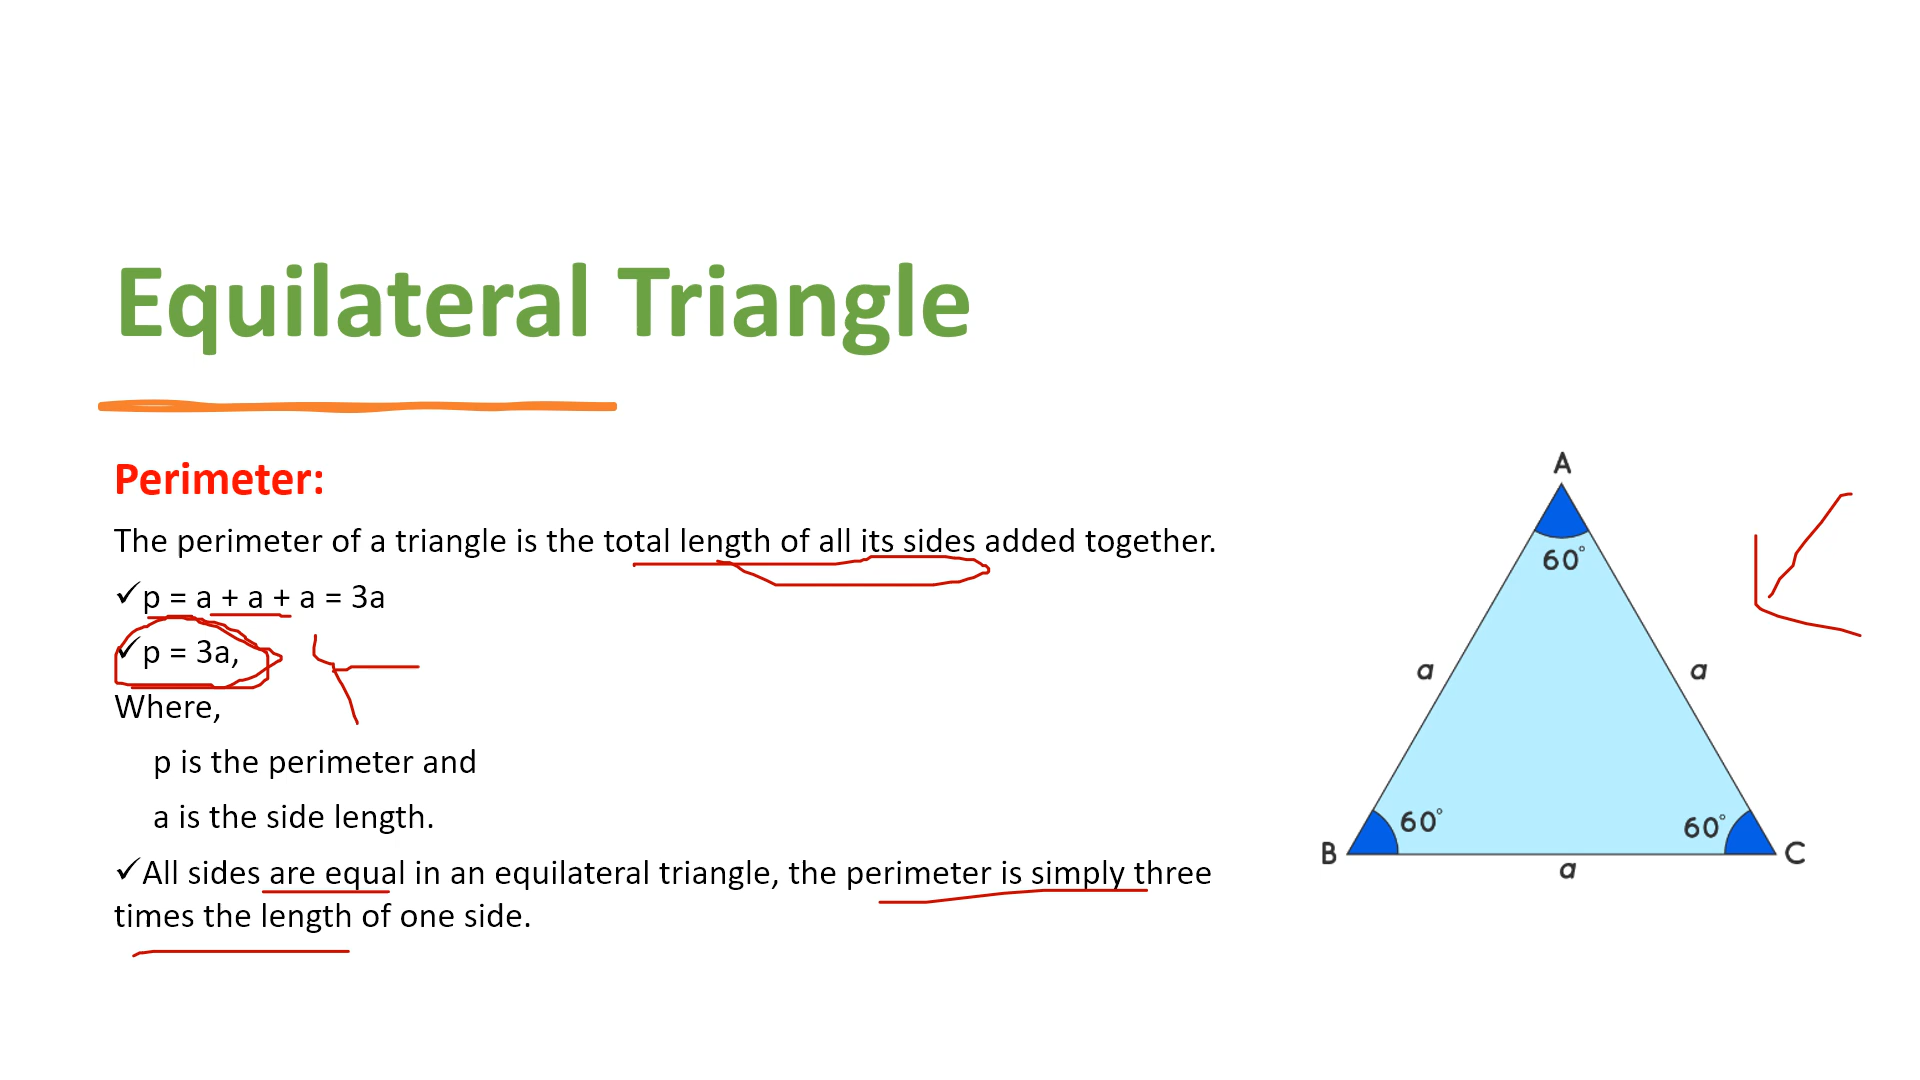 Equilateral Triangle
Perimeter:
The perimeter of a triangle is the total length of all its sides added together.
✓p = a + a + a = 3a
✓p = 3a,
Where,
p is the perimeter and
a is the side length.
✓All sides are equal in an equilateral triangle, the perimeter is simply three
times the length of one side.
A
60°
a
a
60°
60°
B
C
a